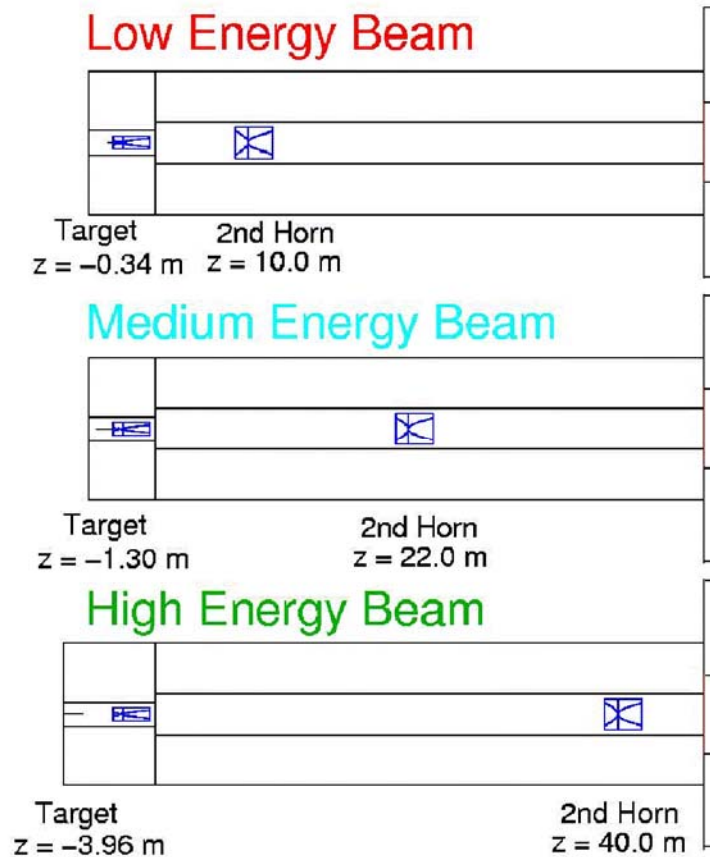 Low Energy Beam
Target 2nd Horn
z = −0.34 m z = 10.0 m
Medium Energy Beam
Target 2nd Horn
z = −1.30 m z = 22.0 m
High Energy Beam
Target 2nd Horn
z = −3.96 m z = 40.0 m